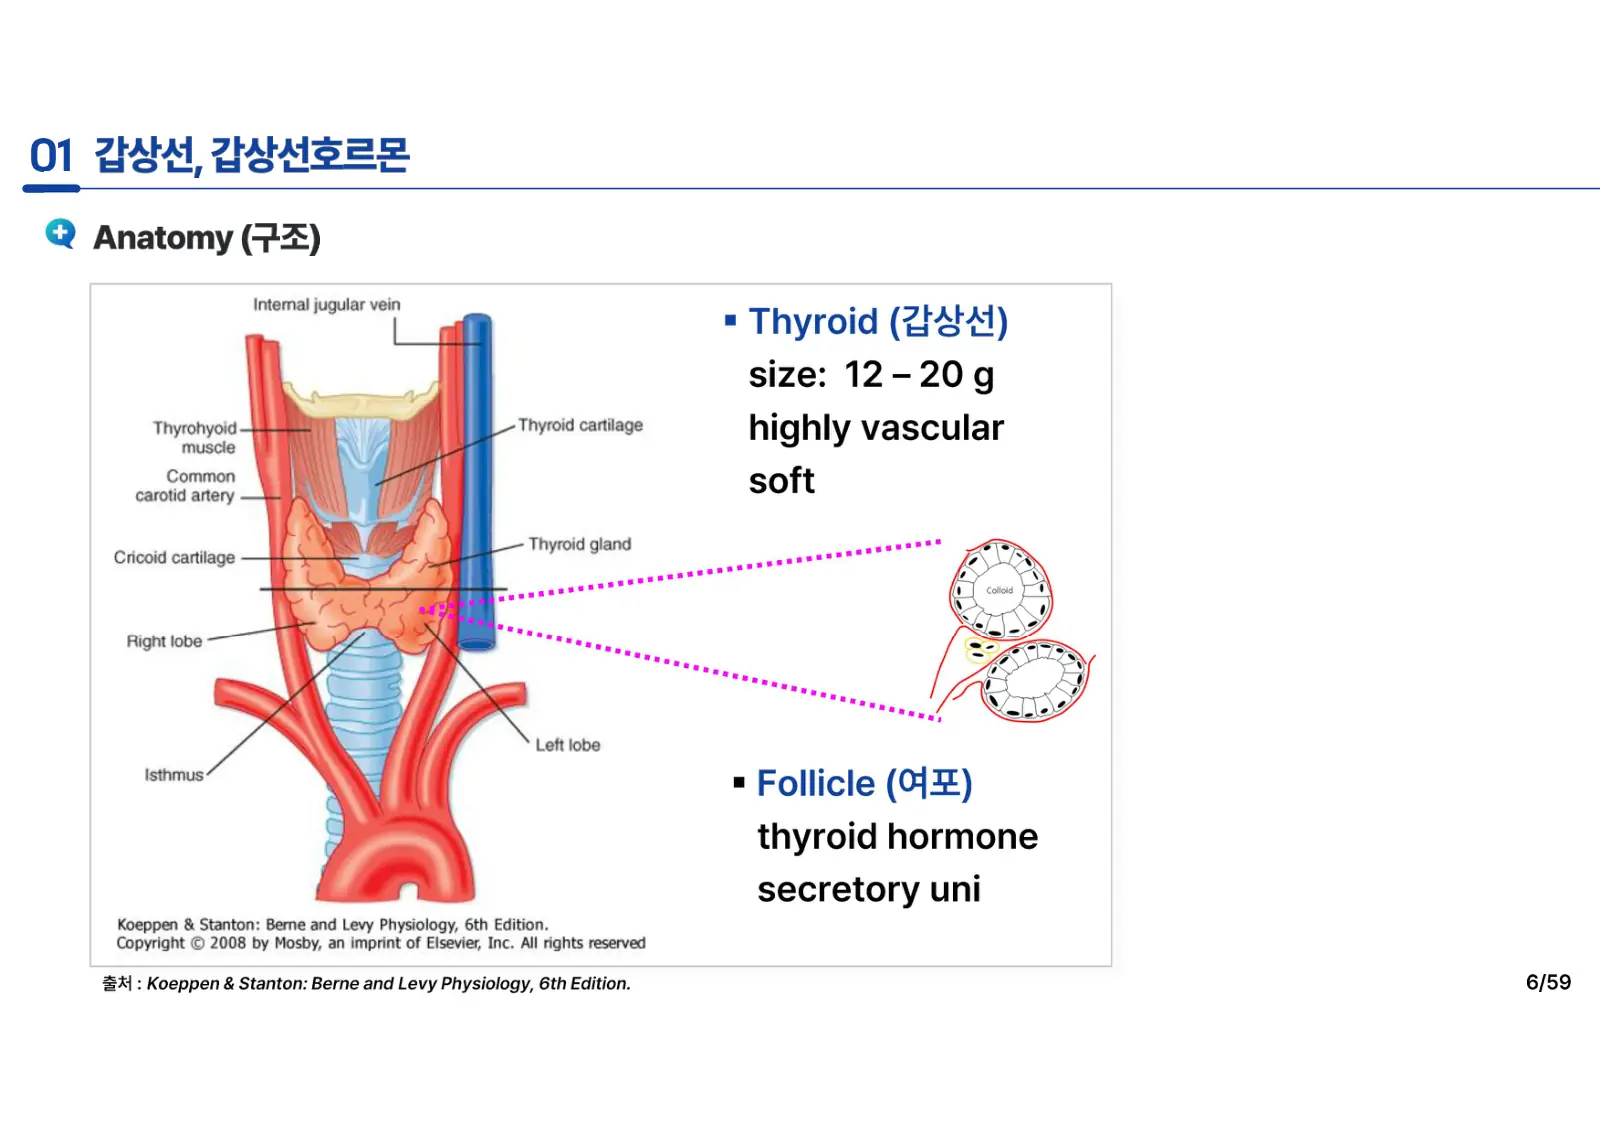 01 갑상선, 갑상선호르몬
Anatomy (구조)
Internal jugular vein
Thyrohyoid
muscle
Common
carotid artery
Cricoid cartilage
Right lobe
Isthmus
Thyroid cartilage
Thyroid gland
Left lobe
Koeppen & Stanton: Berne and Levy Physiology, 6th Edition.
Copyright © 2008 by Mosby, an imprint of Elsevier, Inc. All rights reserved
▪ Thyroid (갑상선)
size: 12 – 20 g
highly vascular
soft
Colloid
▪ Follicle (여포)
thyroid hormone
secretory uni
출처 : Koeppen & Stanton: Berne and Levy Physiology, 6th Edition.
6/59